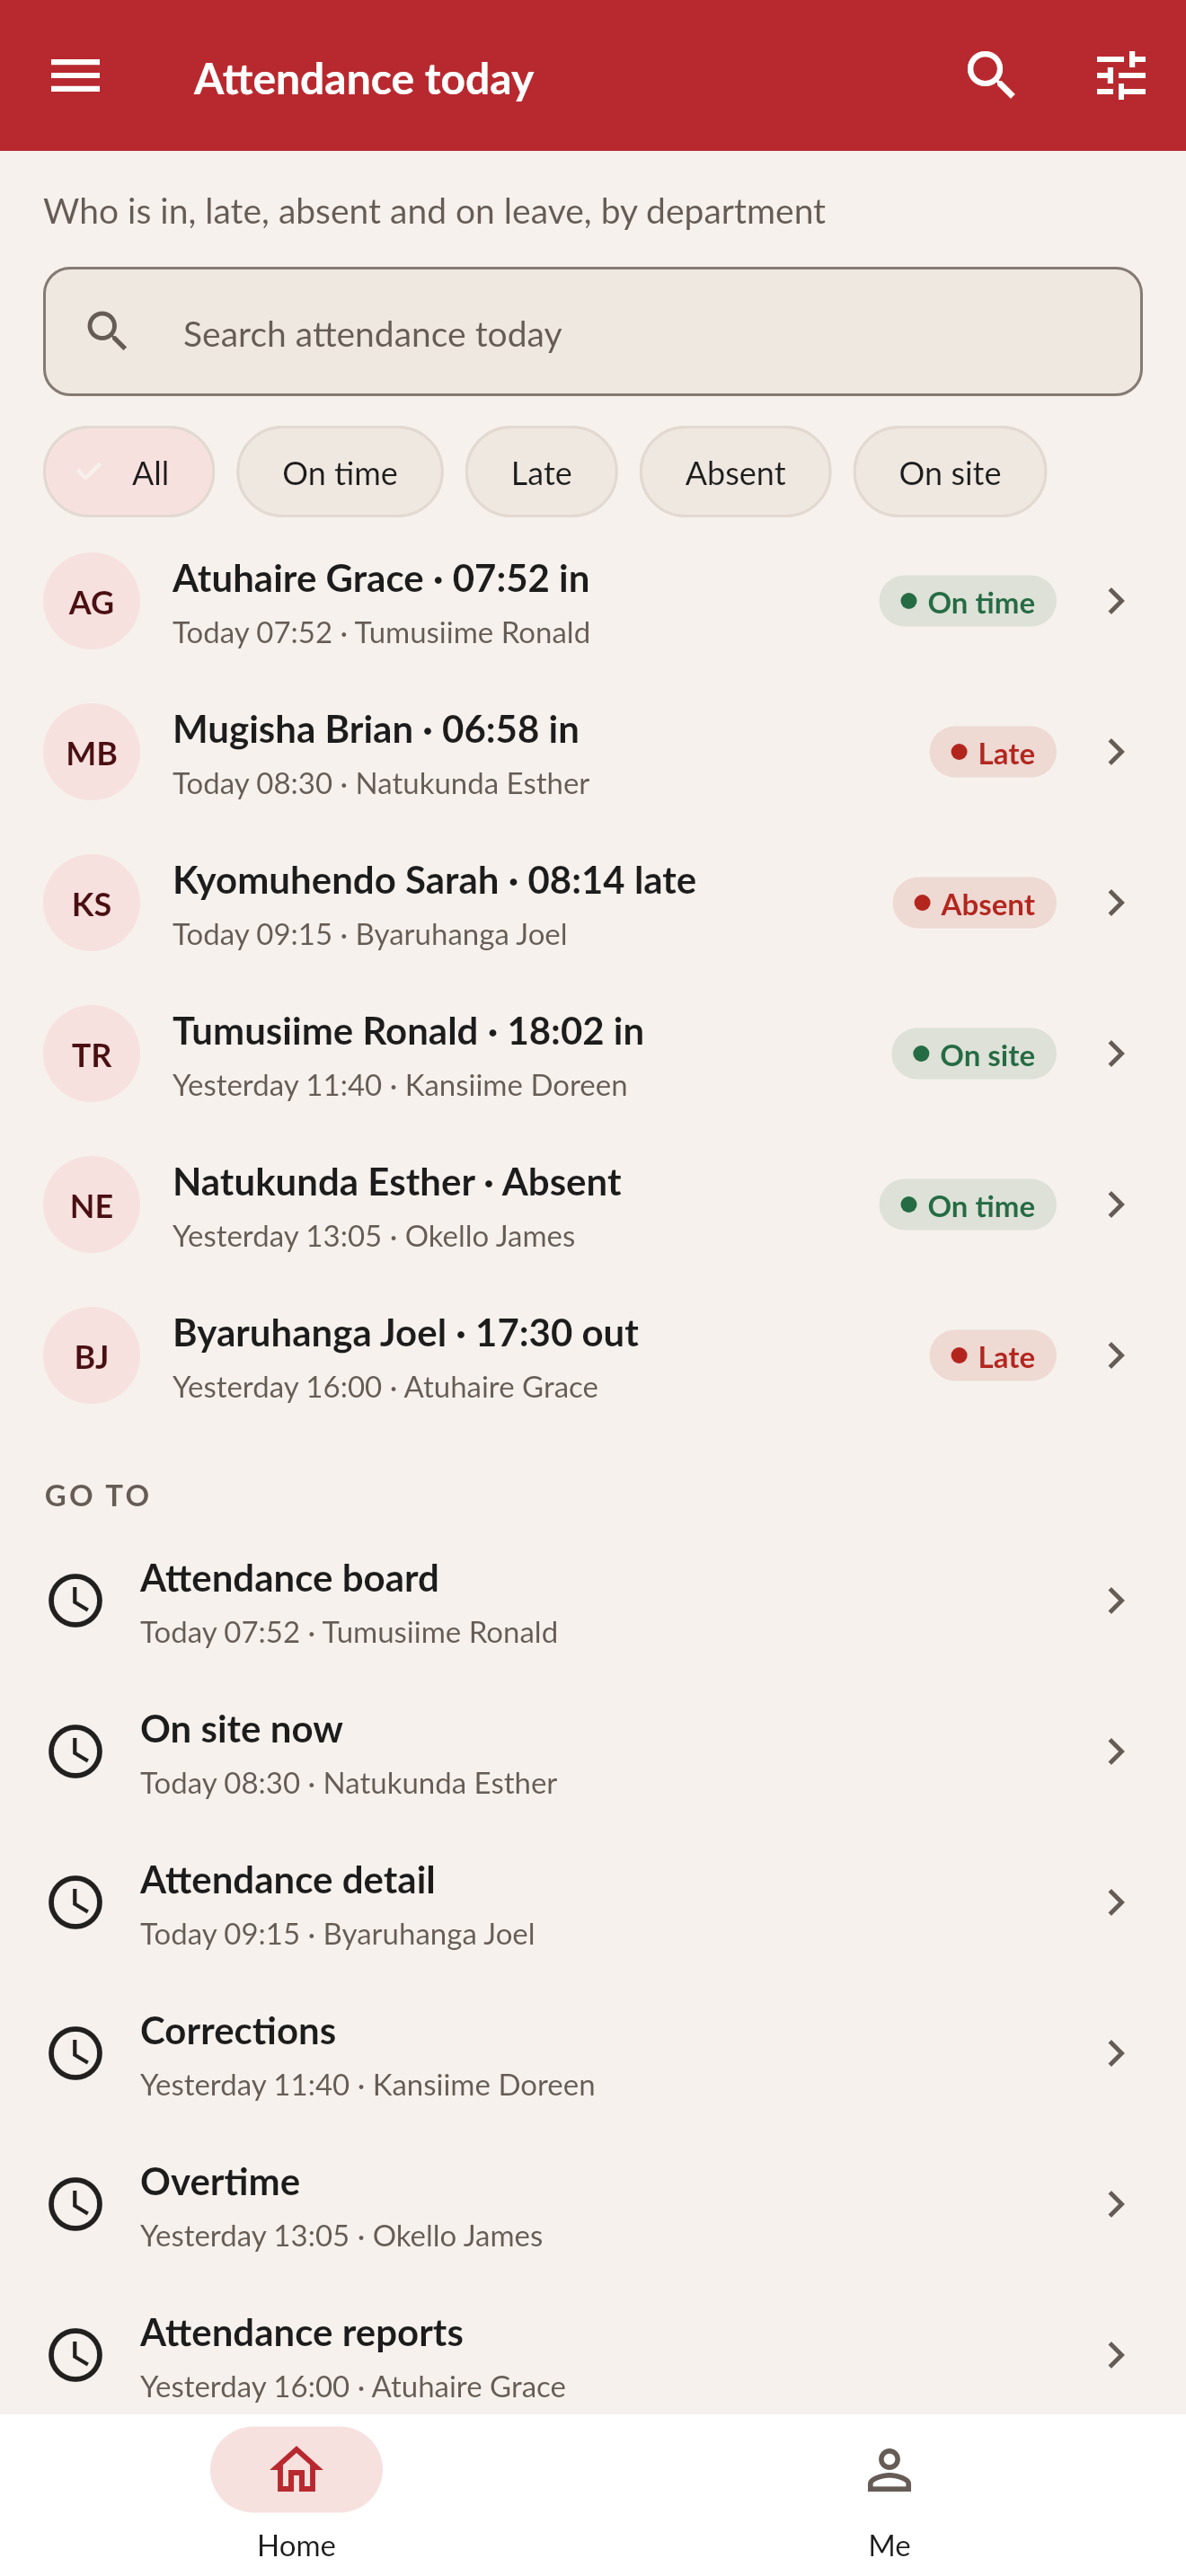 Attendance today
Who is in, late, absent and on leave, by department
Search attendance today
All
On time
Late
Absent
On site
AG
Atuhaire Grace · 07:52 in
Today 07:52 · Tumusiime Ronald
On time
MB
Mugisha Brian · 06:58 in
Today 08:30 · Natukunda Esther
Late
KS
Kyomuhendo Sarah · 08:14 late
Today 09:15 · Byaruhanga Joel
Absent
TR
Tumusiime Ronald · 18:02 in
Yesterday 11:40 · Kansiime Doreen
On site
NE
Natukunda Esther · Absent
Yesterday 13:05 · Okello James
On time
BJ
Byaruhanga Joel · 17:30 out
Yesterday 16:00 · Atuhaire Grace
Late
GO TO
Attendance board
Today 07:52 · Tumusiime Ronald
On site now
Today 08:30 · Natukunda Esther
Attendance detail
Today 09:15 · Byaruhanga Joel
Corrections
Yesterday 11:40 · Kansiime Doreen
Overtime
Yesterday 13:05 · Okello James
Attendance reports
Yesterday 16:00 · Atuhaire Grace
Home
Me